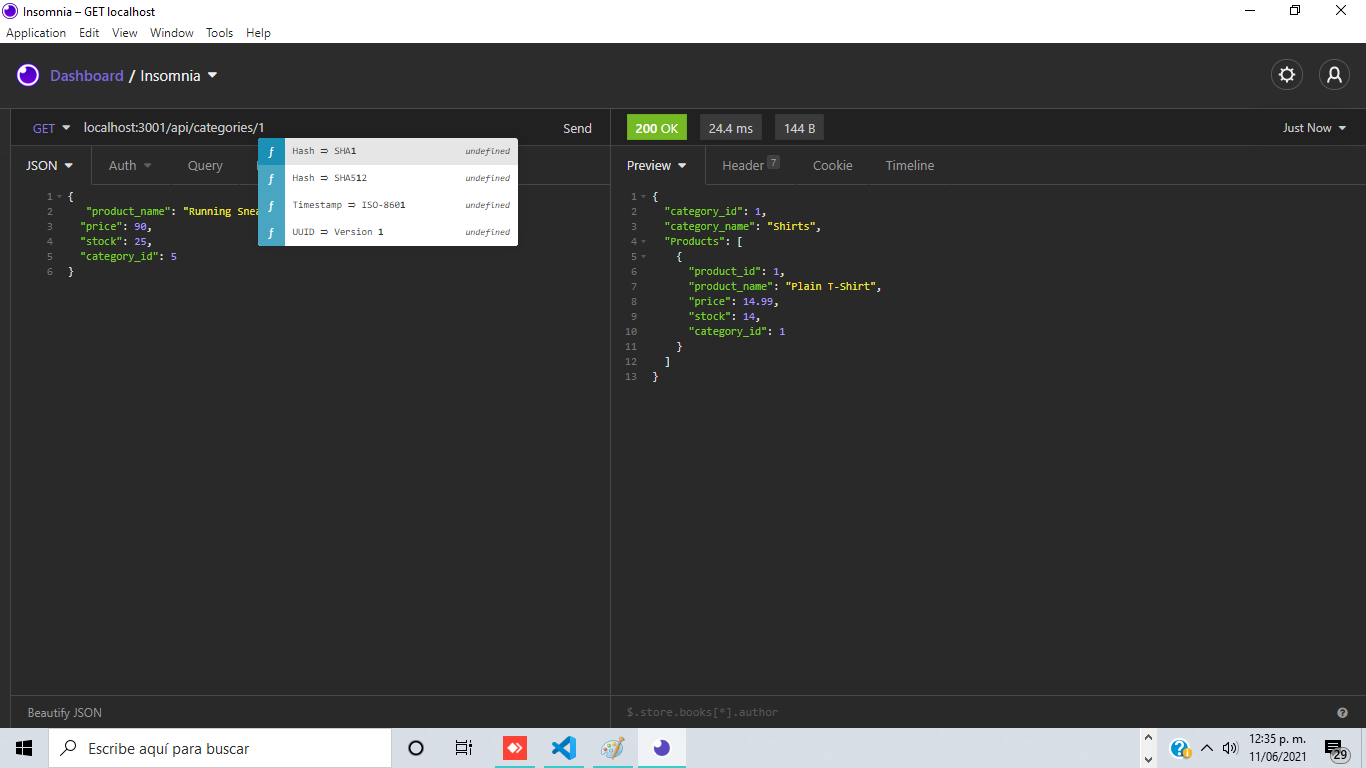 Insomnia – GET localhost
Application Edit View Window Tools Help
Dashboard / Insomnia
GET localhost:3001/api/categories/1 Send
200 OK 24.4 ms 144 B Just Now
JSON Auth Query
Preview Header 7 Cookie Timeline
ƒ Hash ⊃ SHA1 undefined
ƒ Hash ⊃ SHA512 undefined
ƒ Timestamp ⊃ ISO-8601 undefined
ƒ UUID ⊃ Version 1 undefined
1 {
2 "product_name": "Running Snea
3 "price": 90,
4 "stock": 25,
5 "category_id": 5
6 }
1 {
2 "category_id": 1,
3 "category_name": "Shirts",
4 "Products": [
5 {
6 "product_id": 1,
7 "product_name": "Plain T-Shirt",
8 "price": 14.99,
9 "stock": 14,
10 "category_id": 1
11 }
12 ]
13 }
Beautify JSON
$.store.books[*].author
Escribe aquí para buscar
12:35 p. m.
11/06/2021
29